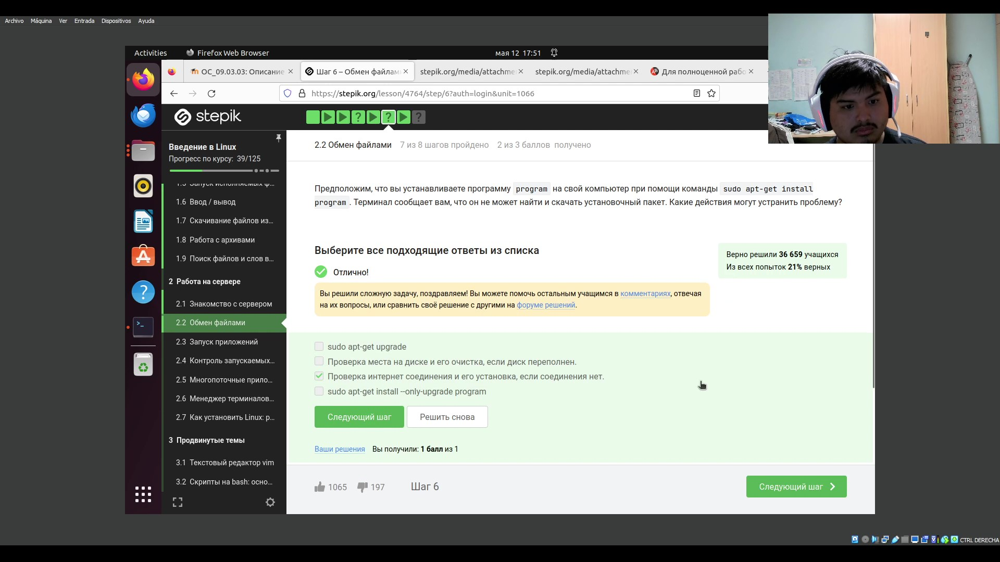 Archivo Máquina Ver Entrada Dispositivos Ayuda
Activities Firefox Web Browser мая 12 17:51
ОС_09.03.03: Описание Шаг 6 – Обмен файлам stepik.org/media/attachme stepik.org/media/attachme Для полноценной рабо
https://stepik.org/lesson/4764/step/6?auth=login&unit=1066
stepik
Введение в Linux
Прогресс по курсу: 39/125
1.5 Запуск исполняемых ф...
1.6 Ввод / вывод
1.7 Скачивание файлов из...
1.8 Работа с архивами
1.9 Поиск файлов и слов в...
2 Работа на сервере
2.1 Знакомство с сервером
2.2 Обмен файлами
2.3 Запуск приложений
2.4 Контроль запускаемых...
2.5 Многопоточные прило...
2.6 Менеджер терминалов...
2.7 Как установить Linux: р...
3 Продвинутые темы
3.1 Текстовый редактор vim
3.2 Скрипты на bash: осно...
2.2 Обмен файлами 7 из 8 шагов пройдено 2 из 3 баллов получено
Предположим, что вы устанавливаете программу program на свой компьютер при помощи команды sudo apt-get install
program. Терминал сообщает вам, что он не может найти и скачать установочный пакет. Какие действия могут устранить проблему?
Выберите все подходящие ответы из списка
Верно решили 36 659 учащихся
Из всех попыток 21% верных
Отлично!
Вы решили сложную задачу, поздравляем! Вы можете помочь остальным учащимся в комментариях, отвечая
на их вопросы, или сравнить своё решение с другими на форуме решений.
sudo apt-get upgrade
Проверка места на диске и его очистка, если диск переполнен.
Проверка интернет соединения и его установка, если соединения нет.
sudo apt-get install --only-upgrade program
Следующий шаг Решить снова
Ваши решения Вы получили: 1 балл из 1
1065 197 Шаг 6 Следующий шаг
CTRL DERECHA